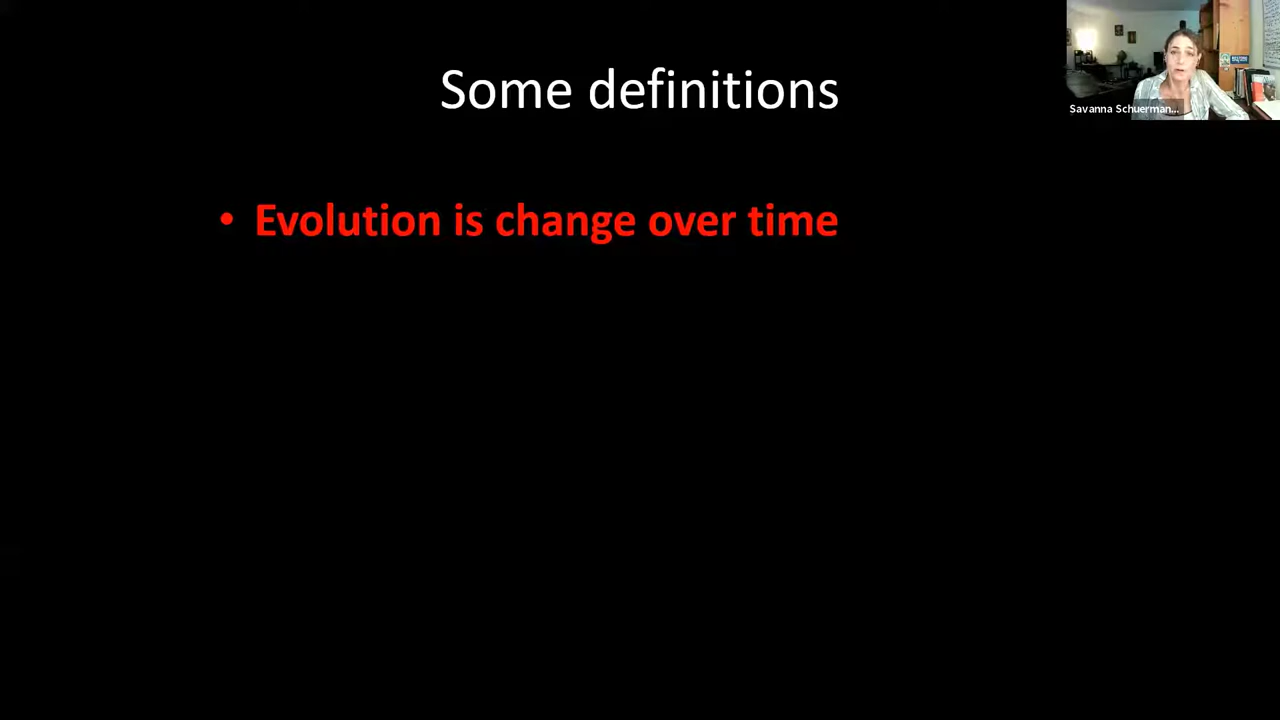 Some definitions
Savanna Schuerman...
• Evolution is change over time